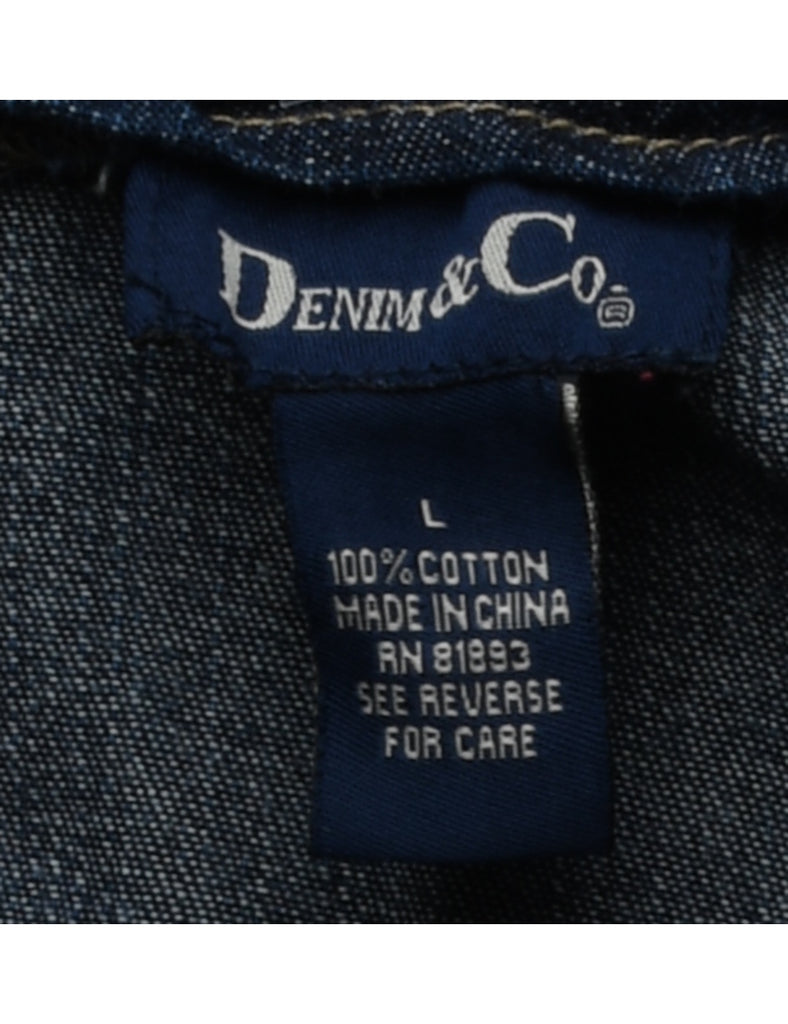 DENIM & CO
L
100% COTTON
MADE IN CHINA
RN 81893
SEE REVERSE
FOR CARE